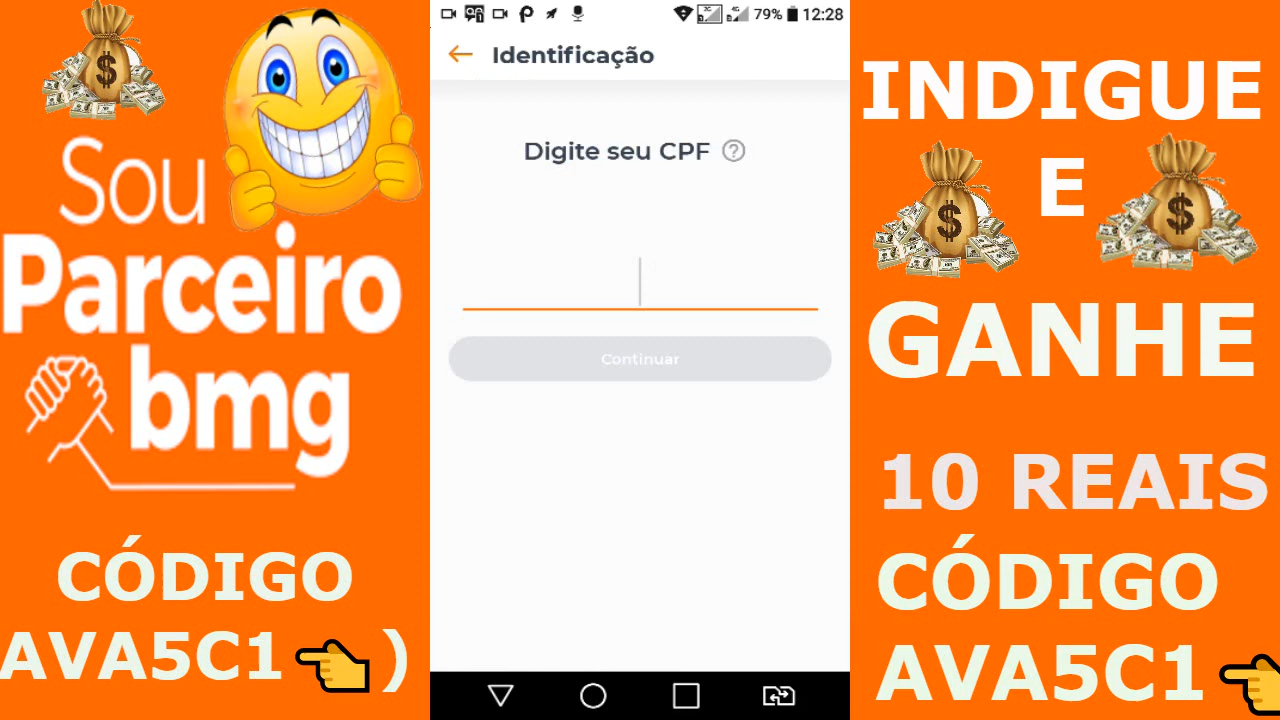 Sou
Parceiro
bmg
CÓDIGO
AVA5C1 )
79% 12:28
Identificação
Digite seu CPF ?
Continuar
INDIGUE
E
GANHE
10 REAIS
CÓDIGO
AVA5C1